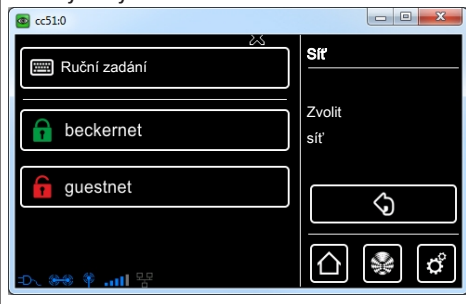 cc51:0
Ruční zadání
beckernet
guestnet
Síť
Zvolit
síť